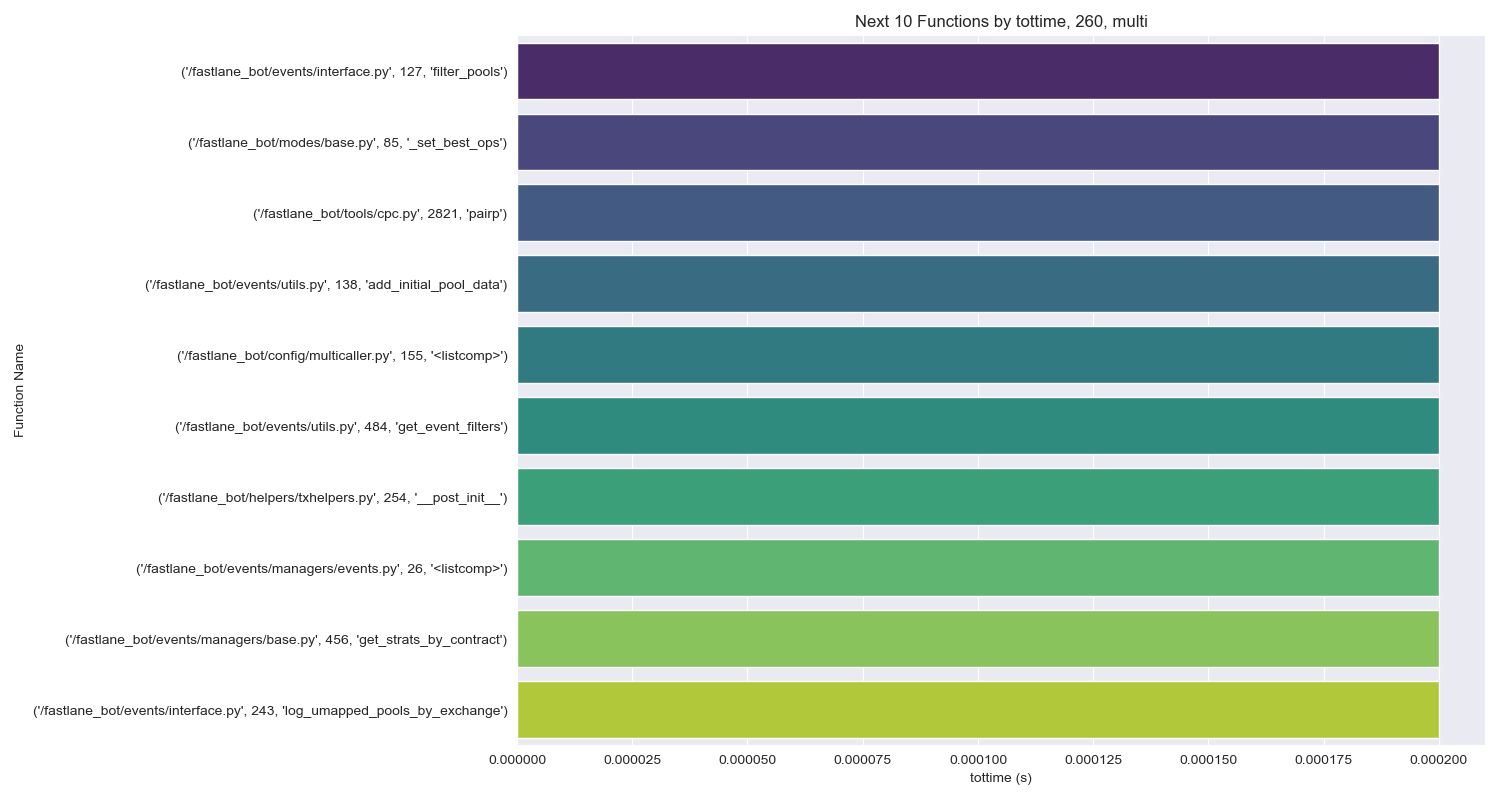 Next 10 Functions by tottime, 260, multi
('/fastlane_bot/events/interface.py', 127, 'filter_pools')
('/fastlane_bot/modes/base.py', 85, '_set_best_ops')
('/fastlane_bot/tools/cpc.py', 2821, 'pairp')
('/fastlane_bot/events/utils.py', 138, 'add_initial_pool_data')
('/fastlane_bot/config/multicaller.py', 155, '<listcomp>')
('/fastlane_bot/events/utils.py', 484, 'get_event_filters')
('/fastlane_bot/helpers/txhelpers.py', 254, '__post_init__')
('/fastlane_bot/events/managers/events.py', 26, '<listcomp>')
('/fastlane_bot/events/managers/base.py', 456, 'get_strats_by_contract')
('/fastlane_bot/events/interface.py', 243, 'log_umapped_pools_by_exchange')
Function Name
0.000000 0.000025 0.000050 0.000075 0.000100 0.000125 0.000150 0.000175 0.000200
tottime (s)